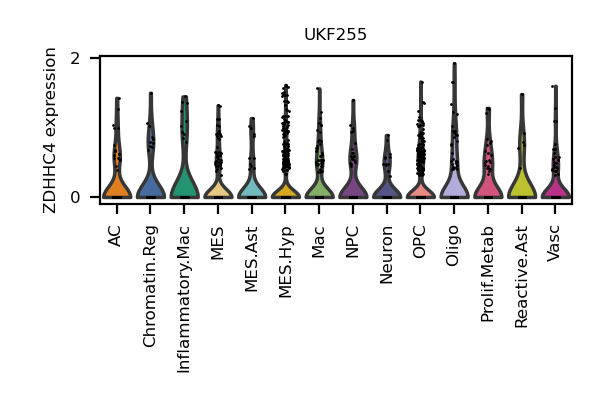 UKF255
ZDHHC4 expression
2
0
AC
Chromatin.Reg
Inflammatory.Mac
MES
MES.Ast
MES.Hyp
Mac
NPC
Neuron
OPC
Oligo
Prolif.Metab
Reactive.Ast
Vasc